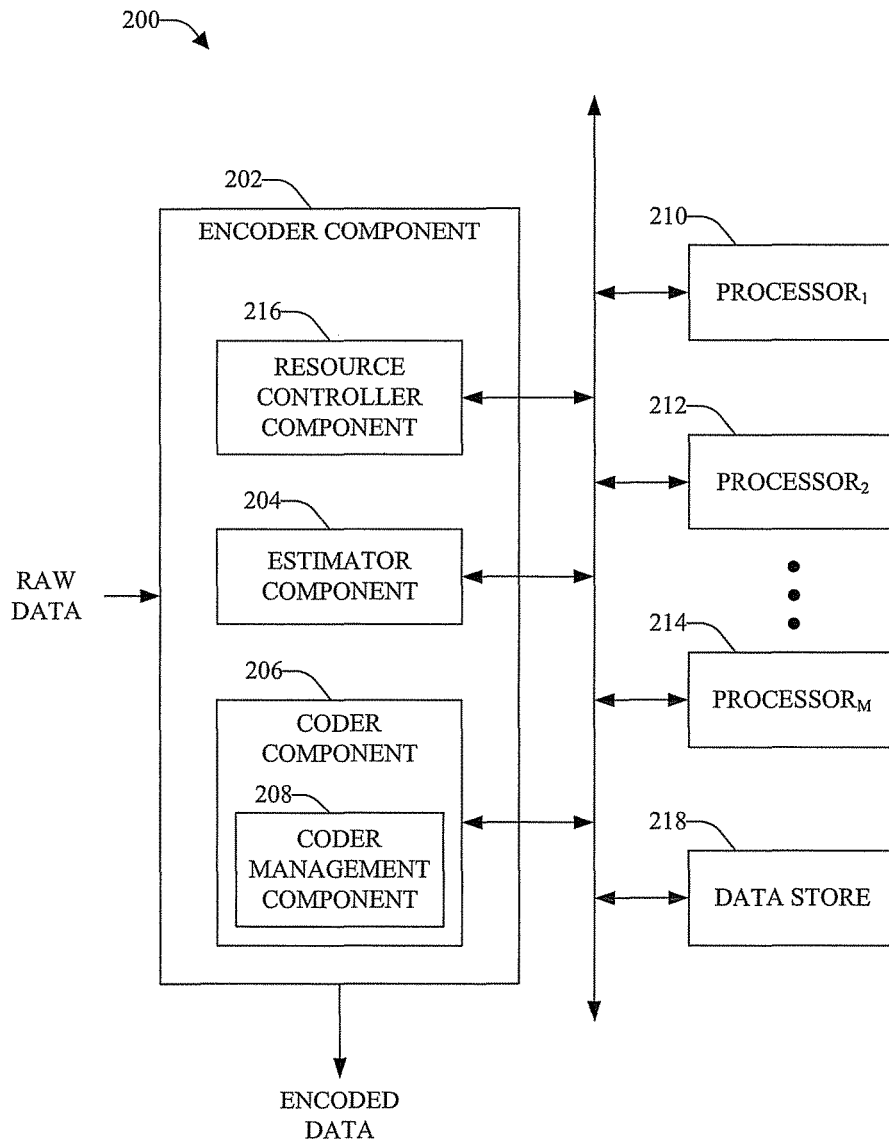 200
202
ENCODER COMPONENT
216
RESOURCE
CONTROLLER
COMPONENT
204
ESTIMATOR
COMPONENT
RAW
DATA
206
CODER
COMPONENT
208
CODER
MANAGEMENT
COMPONENT
ENCODED
DATA
210
PROCESSOR₁
212
PROCESSOR₂
214
PROCESSORM
218
DATA STORE